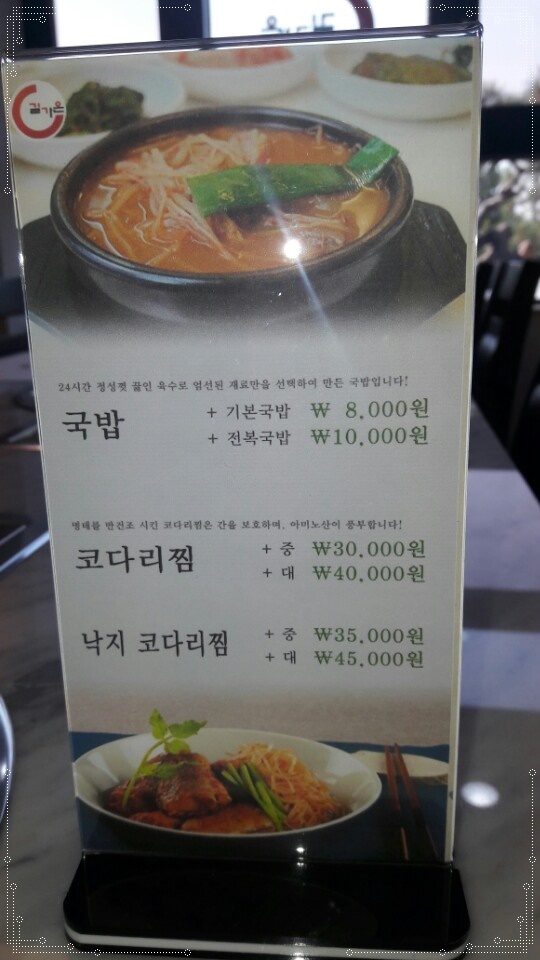 24시간 정성껏 끓인 육수로 엄선된 재료만을 선택하여 만든 국밥입니다!
국밥 + 기본국밥 ₩ 8,000원
+ 전복국밥 ₩10,000원
명태를 반건조 시킨 코다리찜은 간을 보호하며, 아미노산이 풍부합니다!
코다리찜 + 중 ₩30,000원
+ 대 ₩40,000원
낙지 코다리찜 + 중 ₩35,000원
+ 대 ₩45,000원